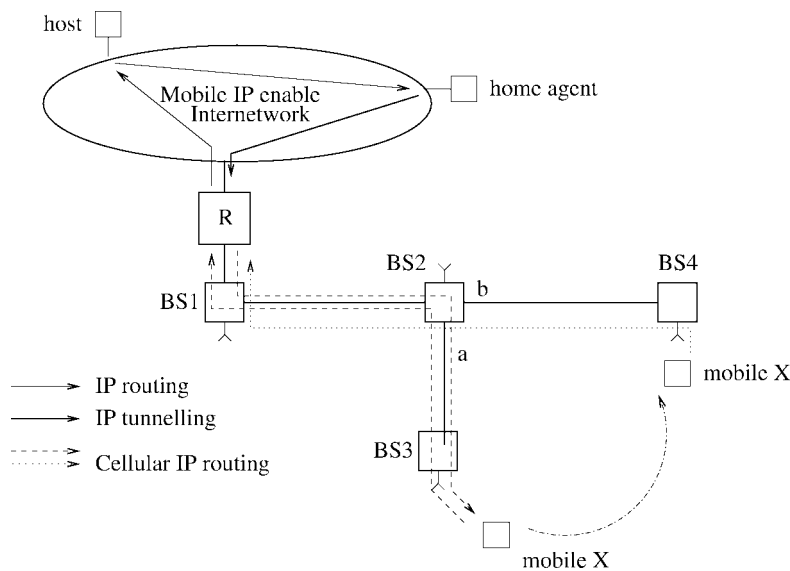 host
home agent
Mobile IP enable
Internetwork
R
BS1
BS2
b
BS4
a
mobile X
IP routing
IP tunnelling
BS3
Cellular IP routing
mobile X